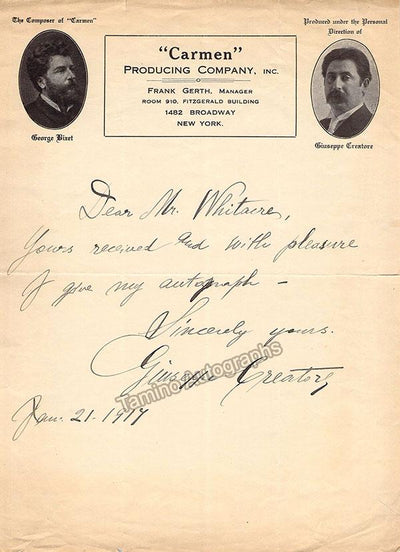 The Composer of "Carmen"
George Bizet
"Carmen"
PRODUCING COMPANY, INC.
FRANK GERTH, MANAGER
ROOM 910, FITZGERALD BUILDING
1482 BROADWAY
NEW YORK.
Produced under the Personal
Direction of
Giuseppe Creatore
Dear Mr. Whitacre,
Yours received and with pleasure
I give my autograph -
Sincerely yours.
Giuseppe Creatore
Jan. 21. 1917
Tamino Autographs